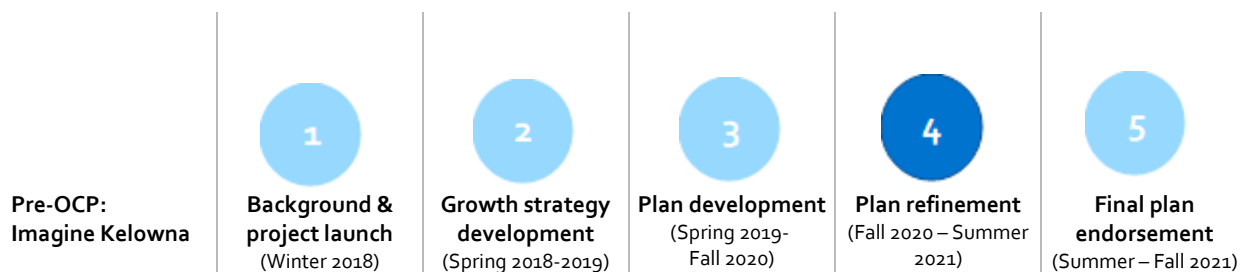 1
2
3
4
5
Pre-OCP:
Imagine Kelowna
Background &
project launch
(Winter 2018)
Growth strategy
development
(Spring 2018-2019)
Plan development
(Spring 2019-
Fall 2020)
Plan refinement
(Fall 2020 – Summer
2021)
Final plan
endorsement
(Summer – Fall 2021)